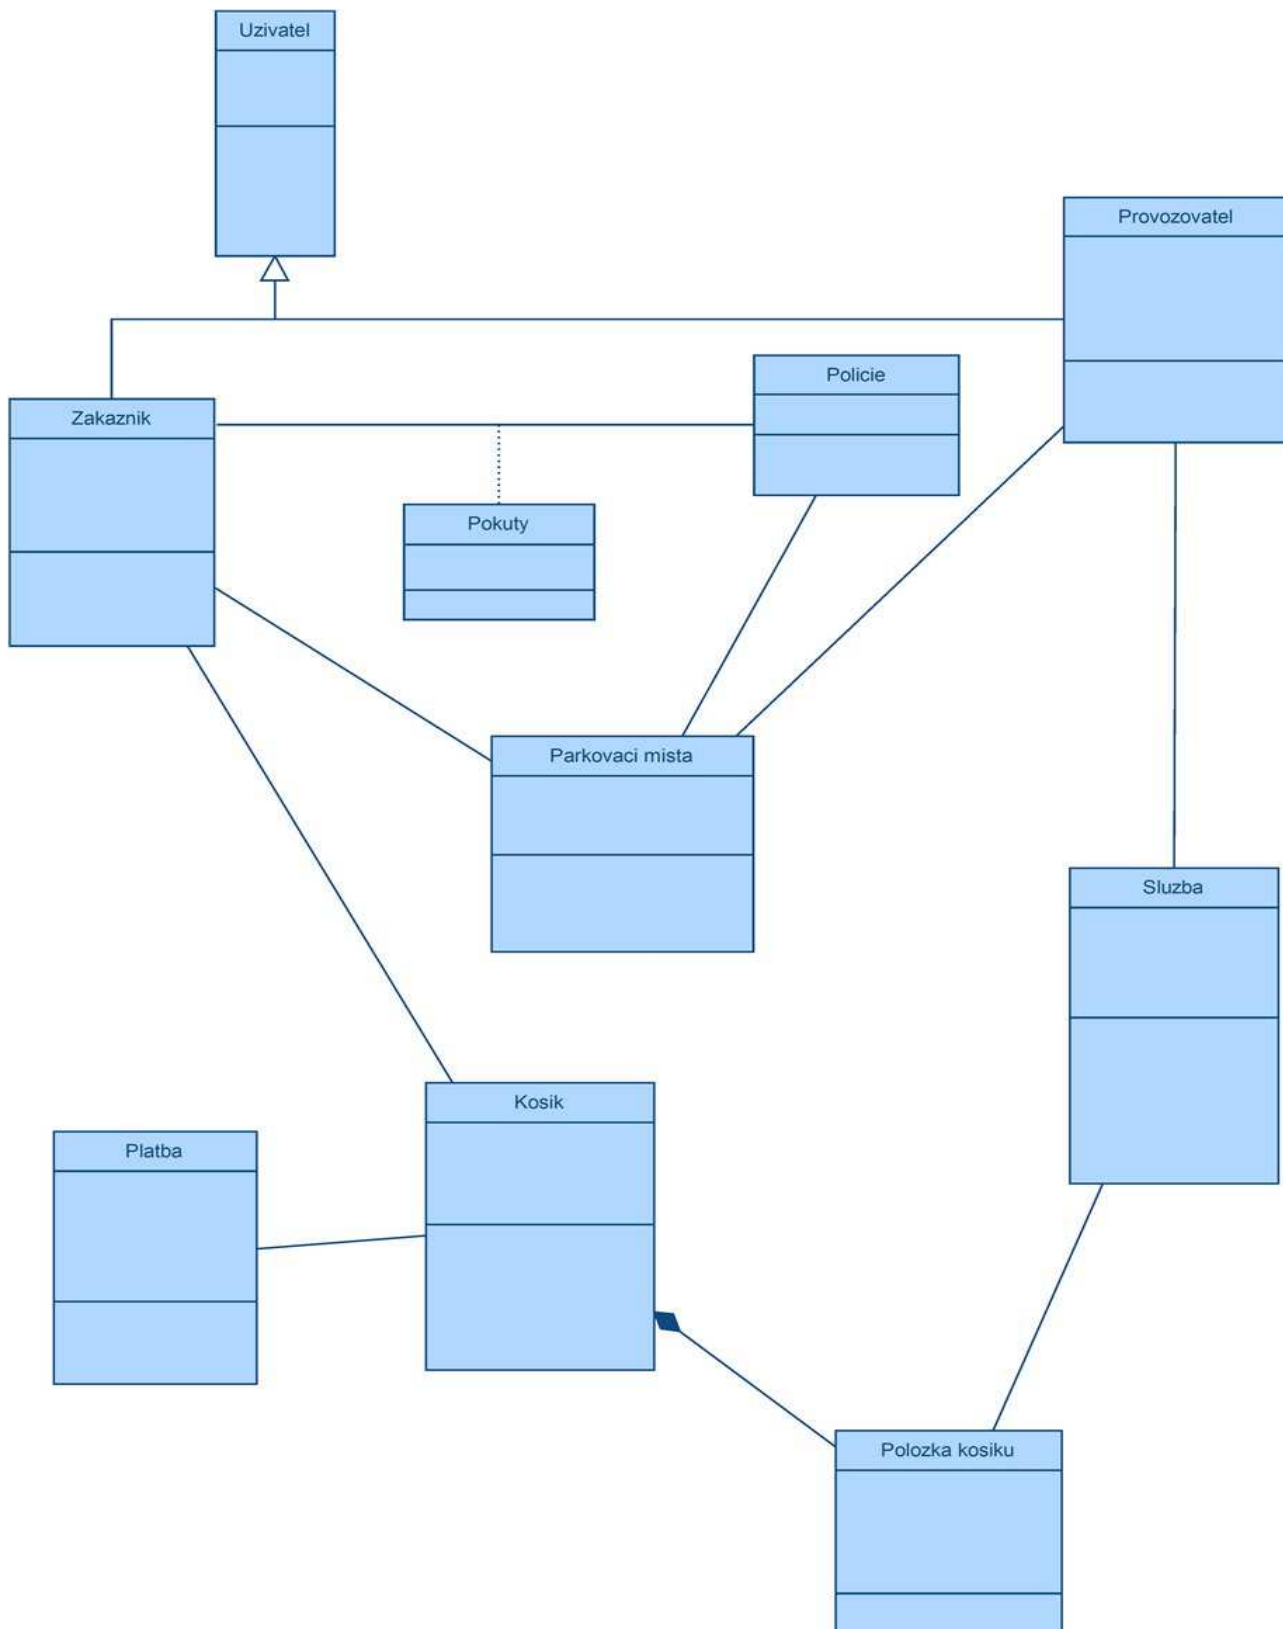 Uzivatel
Provozovatel
Policie
Zakaznik
Pokuty
Parkovaci mista
Sluzba
Kosik
Platba
Polozka kosiku